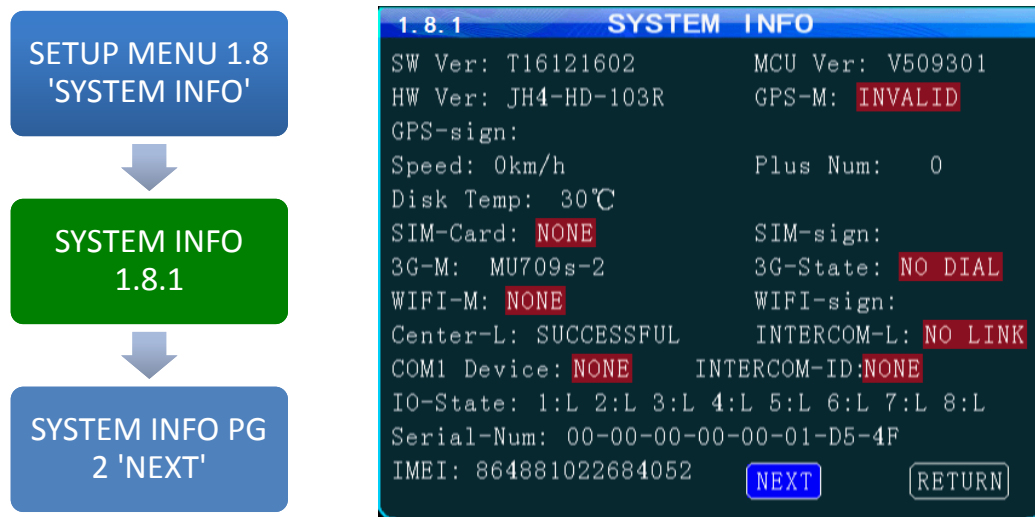 SETUP MENU 1.8
'SYSTEM INFO'
SYSTEM INFO
1.8.1
SYSTEM INFO PG
2 'NEXT'
1.8.1 SYSTEM INFO
SW Ver: T16121602 MCU Ver: V509301
HW Ver: JH4-HD-103R GPS-M: INVALID
GPS-sign:
Speed: 0km/h Plus Num: 0
Disk Temp: 30℃
SIM-Card: NONE SIM-sign:
3G-M: MU709s-2 3G-State: NO DIAL
WIFI-M: NONE WIFI-sign:
Center-L: SUCCESSFUL INTERCOM-L: NO LINK
COM1 Device: NONE INTERCOM-ID:NONE
IO-State: 1:L 2:L 3:L 4:L 5:L 6:L 7:L 8:L
Serial-Num: 00-00-00-00-00-01-D5-4F
IMEI: 864881022684052 NEXT RETURN